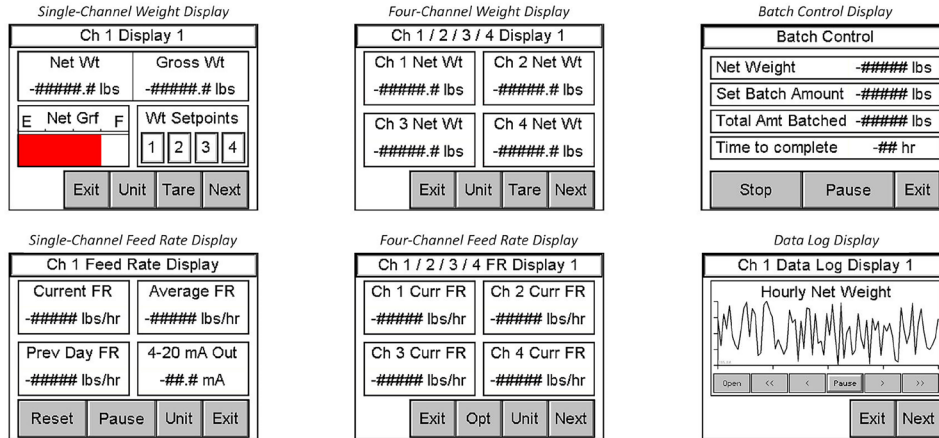 Single-Channel Weight Display
Ch 1 Display 1
Net Wt Gross Wt
-#####.# lbs -#####.# lbs
E Net Grf F Wt Setpoints
1 2 3 4
Exit Unit Tare Next
Four-Channel Weight Display
Ch 1 / 2 / 3 / 4 Display 1
Ch 1 Net Wt Ch 2 Net Wt
-#####.# lbs -#####.# lbs
Ch 3 Net Wt Ch 4 Net Wt
-#####.# lbs -#####.# lbs
Exit Unit Tare Next
Batch Control Display
Batch Control
Net Weight -##### lbs
Set Batch Amount -##### lbs
Total Amt Batched -##### lbs
Time to complete -## hr
Stop Pause Exit
Single-Channel Feed Rate Display
Ch 1 Feed Rate Display
Current FR Average FR
-##### lbs/hr -##### lbs/hr
Prev Day FR 4-20 mA Out
-##### lbs/hr -##.# mA
Reset Pause Unit Exit
Four-Channel Feed Rate Display
Ch 1 / 2 / 3 / 4 FR Display 1
Ch 1 Curr FR Ch 2 Curr FR
-##### lbs/hr -##### lbs/hr
Ch 3 Curr FR Ch 4 Curr FR
-##### lbs/hr -##### lbs/hr
Exit Opt Unit Next
Data Log Display
Ch 1 Data Log Display 1
Hourly Net Weight
Open << < Pause > >>
Exit Next